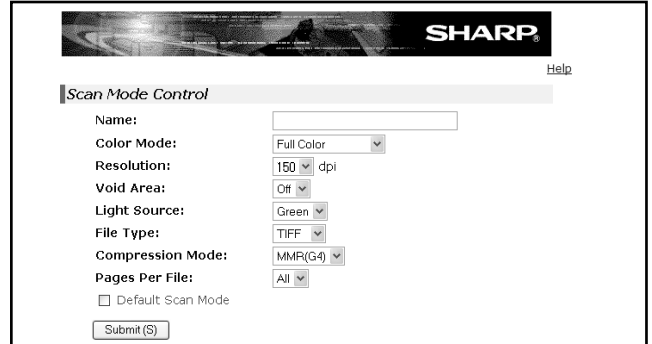 SHARP®
Help
Scan Mode Control
Name:
Color Mode: Full Color
Resolution: 150 dpi
Void Area: Off
Light Source: Green
File Type: TIFF
Compression Mode: MMR(G4)
Pages Per File: All
Default Scan Mode
Submit (S)